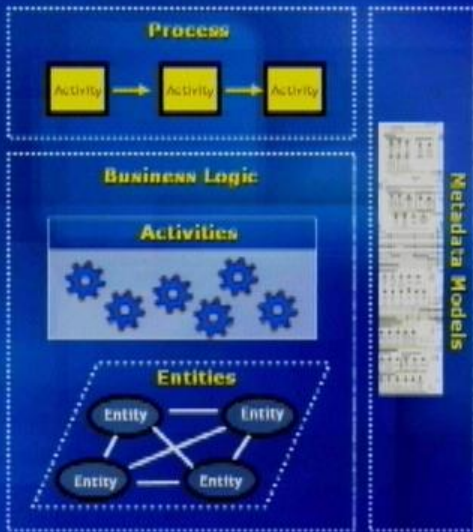 Process
Activity
Activity
Activity
Business Logic
Activities
Entities
Entity
Entity
Entity
Entity
Metadata Models